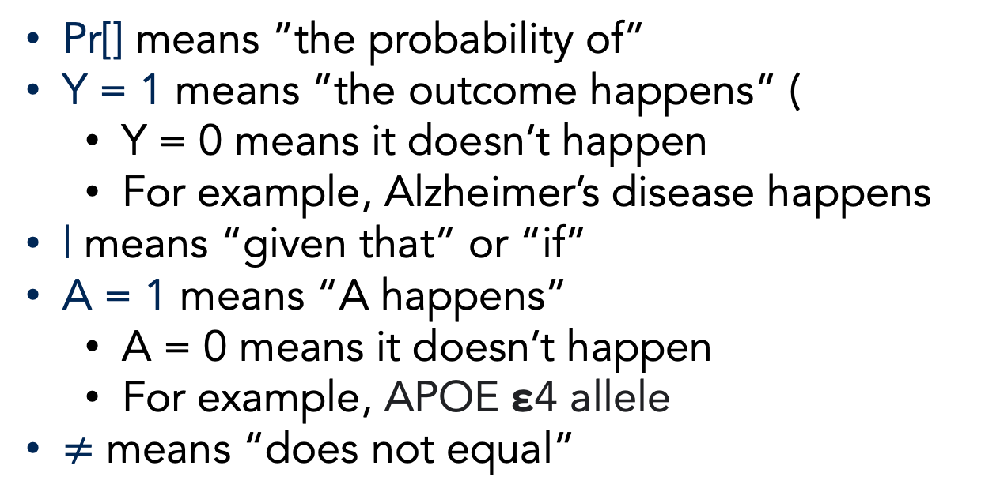 • Pr[] means ”the probability of”
• Y = 1 means ”the outcome happens” (
• Y = 0 means it doesn’t happen
• For example, Alzheimer’s disease happens
• | means “given that” or “if”
• A = 1 means “A happens”
• A = 0 means it doesn’t happen
• For example, APOE ε4 allele
• ≠ means “does not equal”